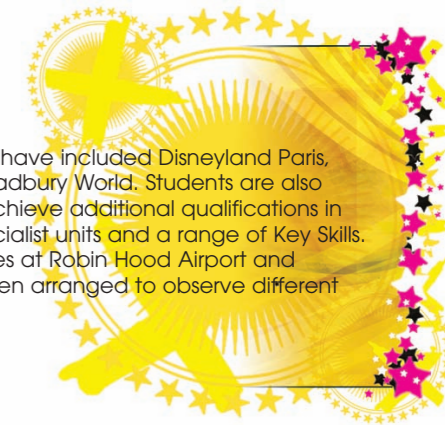 have included Disneyland Paris,
adbury World. Students are also
chieve additional qualifications in
cialist units and a range of Key Skills.
es at Robin Hood Airport and
en arranged to observe different